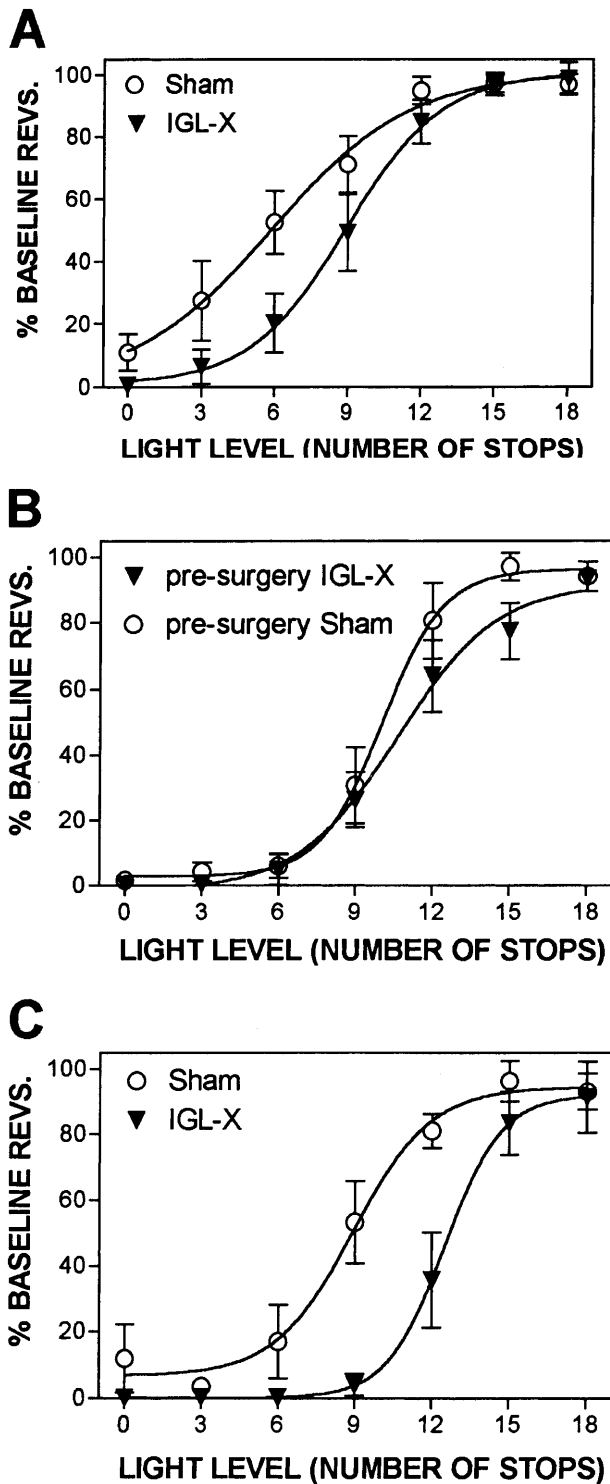 A
% BASELINE REVS.
100
80
60
40
20
0
Sham
IGL-X
0 3 6 9 12 15 18
LIGHT LEVEL (NUMBER OF STOPS)
B
% BASELINE REVS.
100
80
60
40
20
0
pre-surgery IGL-X
pre-surgery Sham
0 3 6 9 12 15 18
LIGHT LEVEL (NUMBER OF STOPS)
C
% BASELINE REVS.
100
80
60
40
20
0
Sham
IGL-X
0 3 6 9 12 15 18
LIGHT LEVEL (NUMBER OF STOPS)